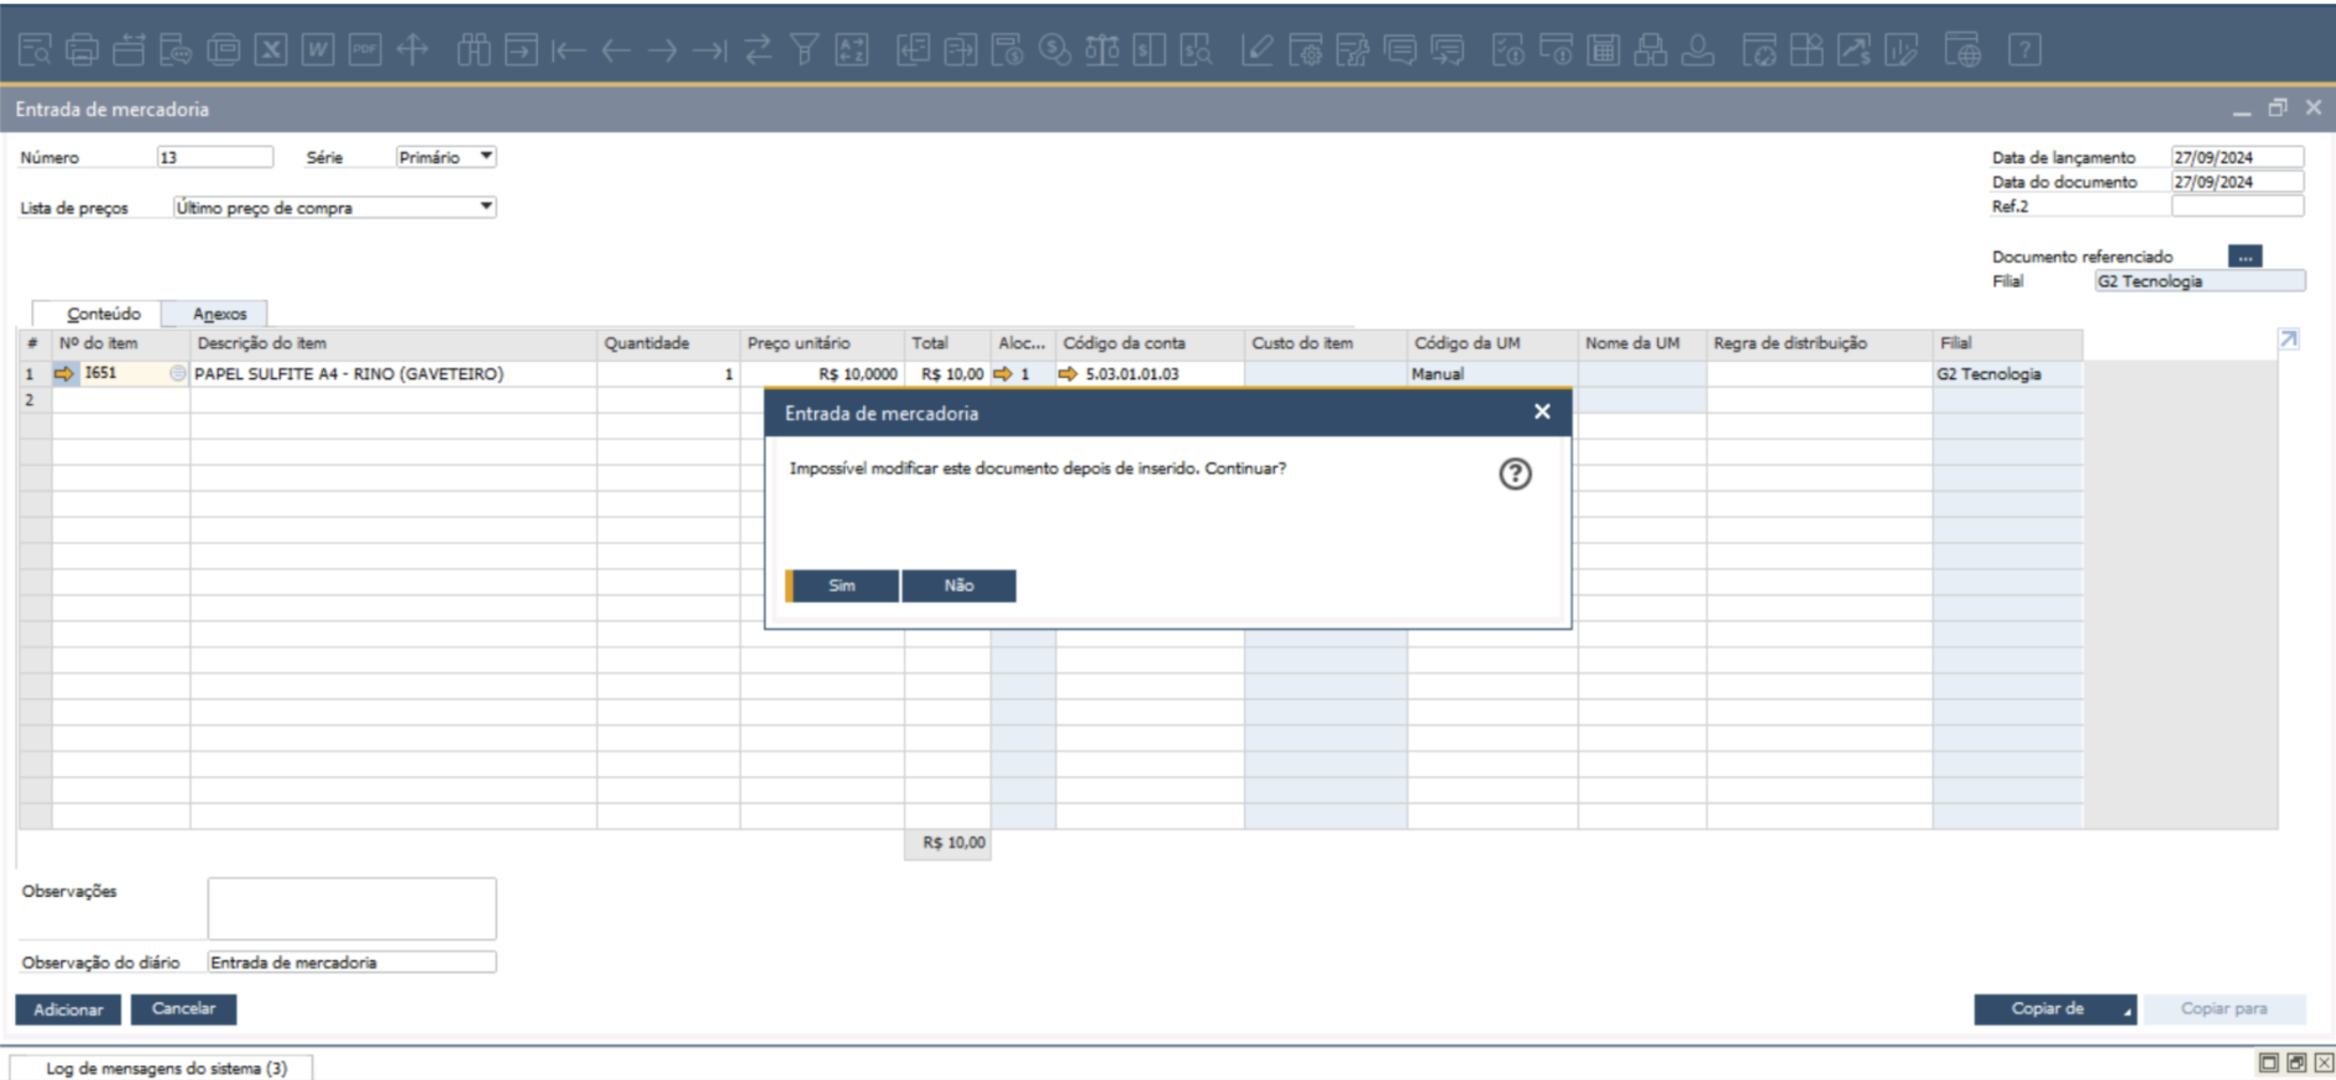 X W PDF A Z $ $ $ $ ?
Entrada de mercadoria
Número 13 Série Primário Data de lançamento 27/09/2024
Data do documento 27/09/2024
Lista de preços Último preço de compra Ref.2
Documento referenciado ...
Filial G2 Tecnologia
Conteúdo Anexos
# Nº do item Descrição do item Quantidade Preço unitário Total Aloc... Código da conta Custo do item Código da UM Nome da UM Regra de distribuição Filial
1 I651 PAPEL SULFITE A4 - RINO (GAVETEIRO) 1 R$ 10,0000 R$ 10,00 1 5.03.01.01.03 Manual G2 Tecnologia
2
Entrada de mercadoria
Impossível modificar este documento depois de inserido. Continuar? ?
Sim Não
R$ 10,00
Observações
Observação do diário Entrada de mercadoria
Adicionar Cancelar Copiar de Copiar para
Log de mensagens do sistema (3)